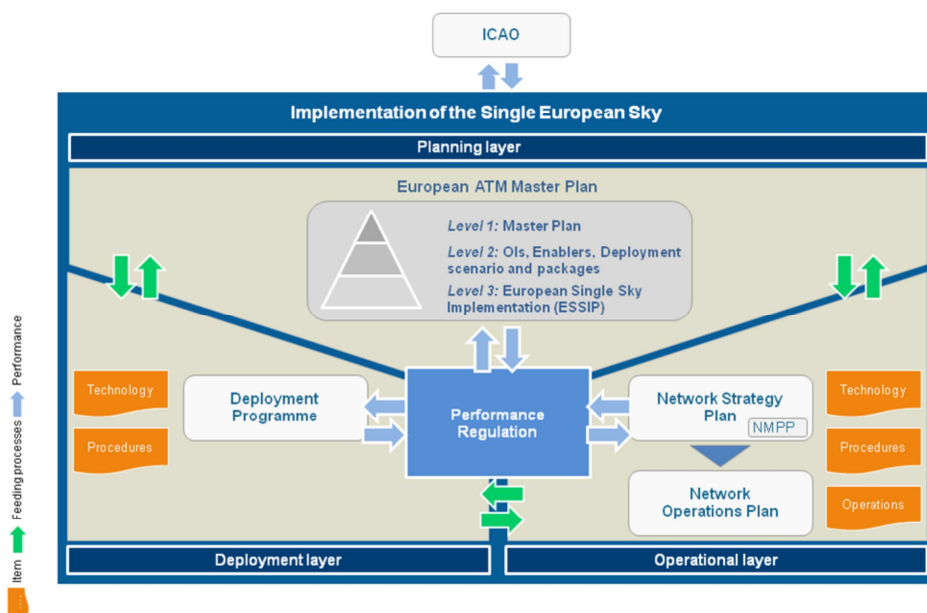 ICAO
Implementation of the Single European Sky
Planning layer
European ATM Master Plan
Level 1: Master Plan
Level 2: OIs, Enablers, Deployment
scenario and packages
Level 3: European Single Sky
Implementation (ESSIP)
Technology
Procedures
Deployment
Programme
Performance
Regulation
Network Strategy
Plan
NMPP
Network
Operations Plan
Technology
Procedures
Operations
Deployment layer
Operational layer
Item
Feeding processes
Performance